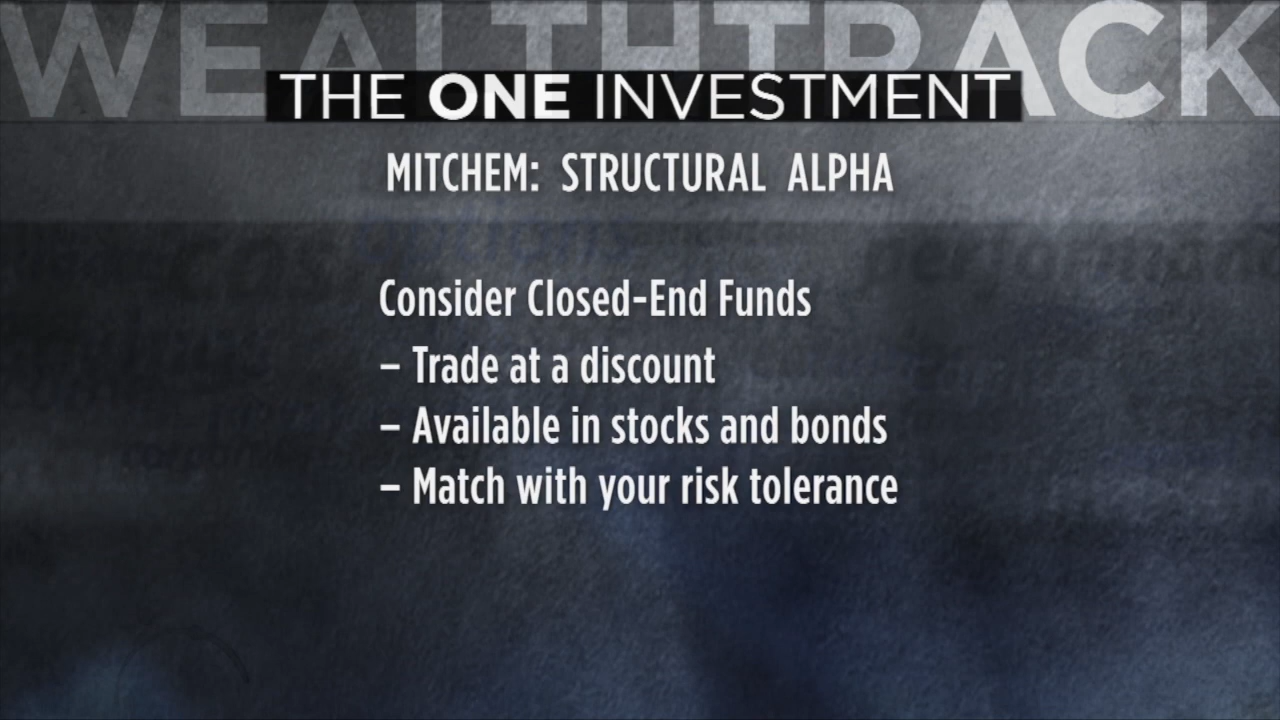 WEALTHTRACK
THE ONE INVESTMENT
MITCHEM: STRUCTURAL ALPHA
Consider Closed-End Funds
– Trade at a discount
– Available in stocks and bonds
– Match with your risk tolerance